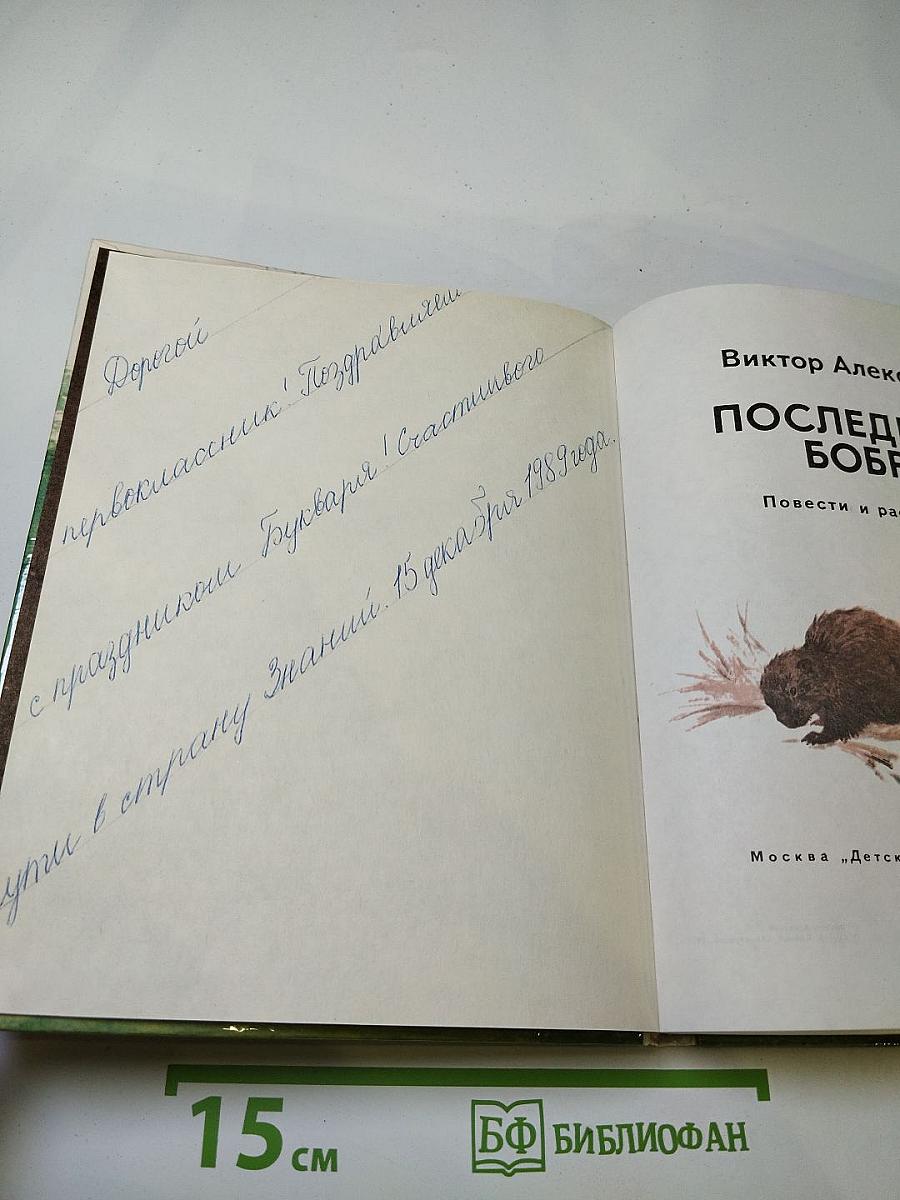 Дорогой
первоклассник! Поздравляем
с праздником Букваря! Счастливого
пути в страну Знаний. 15 декабря 1989 года.
Виктор Алекс
ПОСЛЕД
БОБР
Повести и рас
Москва „Детск
15 см
БФ БИБЛИОФАН